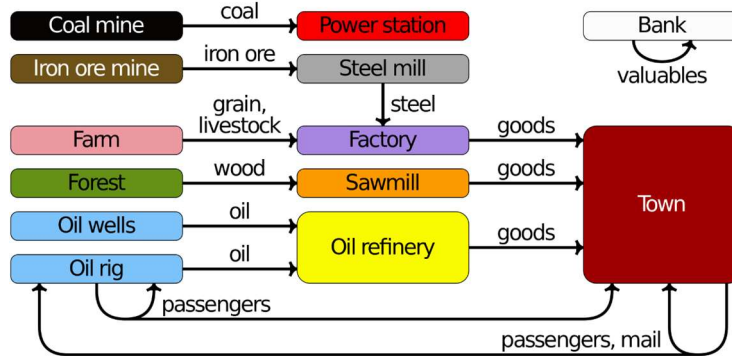 Coal mine
coal
Power station
Bank
Iron ore mine
iron ore
Steel mill
valuables
steel
grain,
livestock
Farm
Factory
goods
Forest
wood
Sawmill
goods
Town
Oil wells
oil
Oil refinery
goods
Oil rig
oil
passengers
passengers, mail